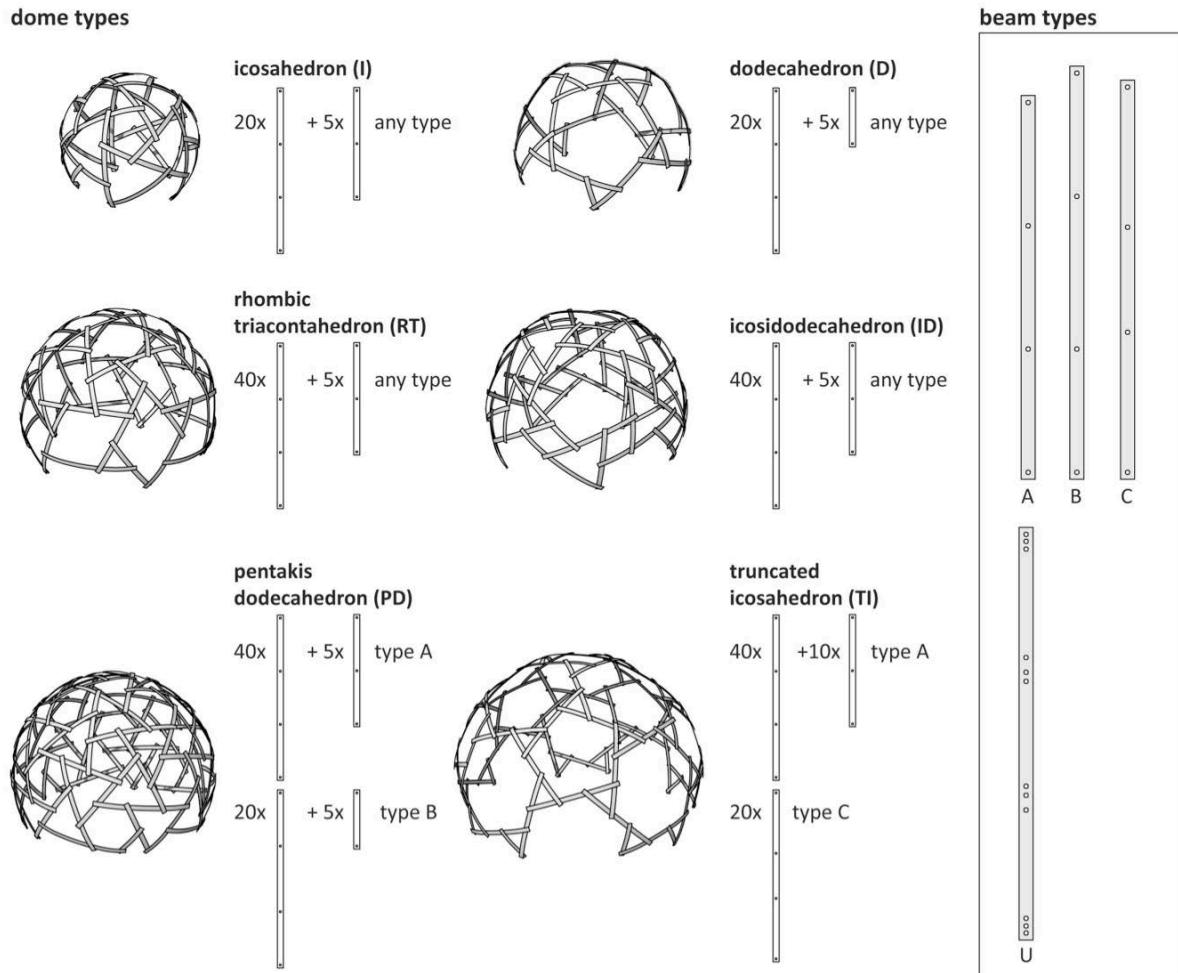 dome types
icosahedron (I)
20x + 5x any type
dodecahedron (D)
20x + 5x any type
rhombic
triacontahedron (RT)
40x + 5x any type
icosidodecahedron (ID)
40x + 5x any type
pentakis
dodecahedron (PD)
40x + 5x type A
20x + 5x type B
truncated
icosahedron (TI)
40x +10x type A
20x type C
beam types
A B C
U